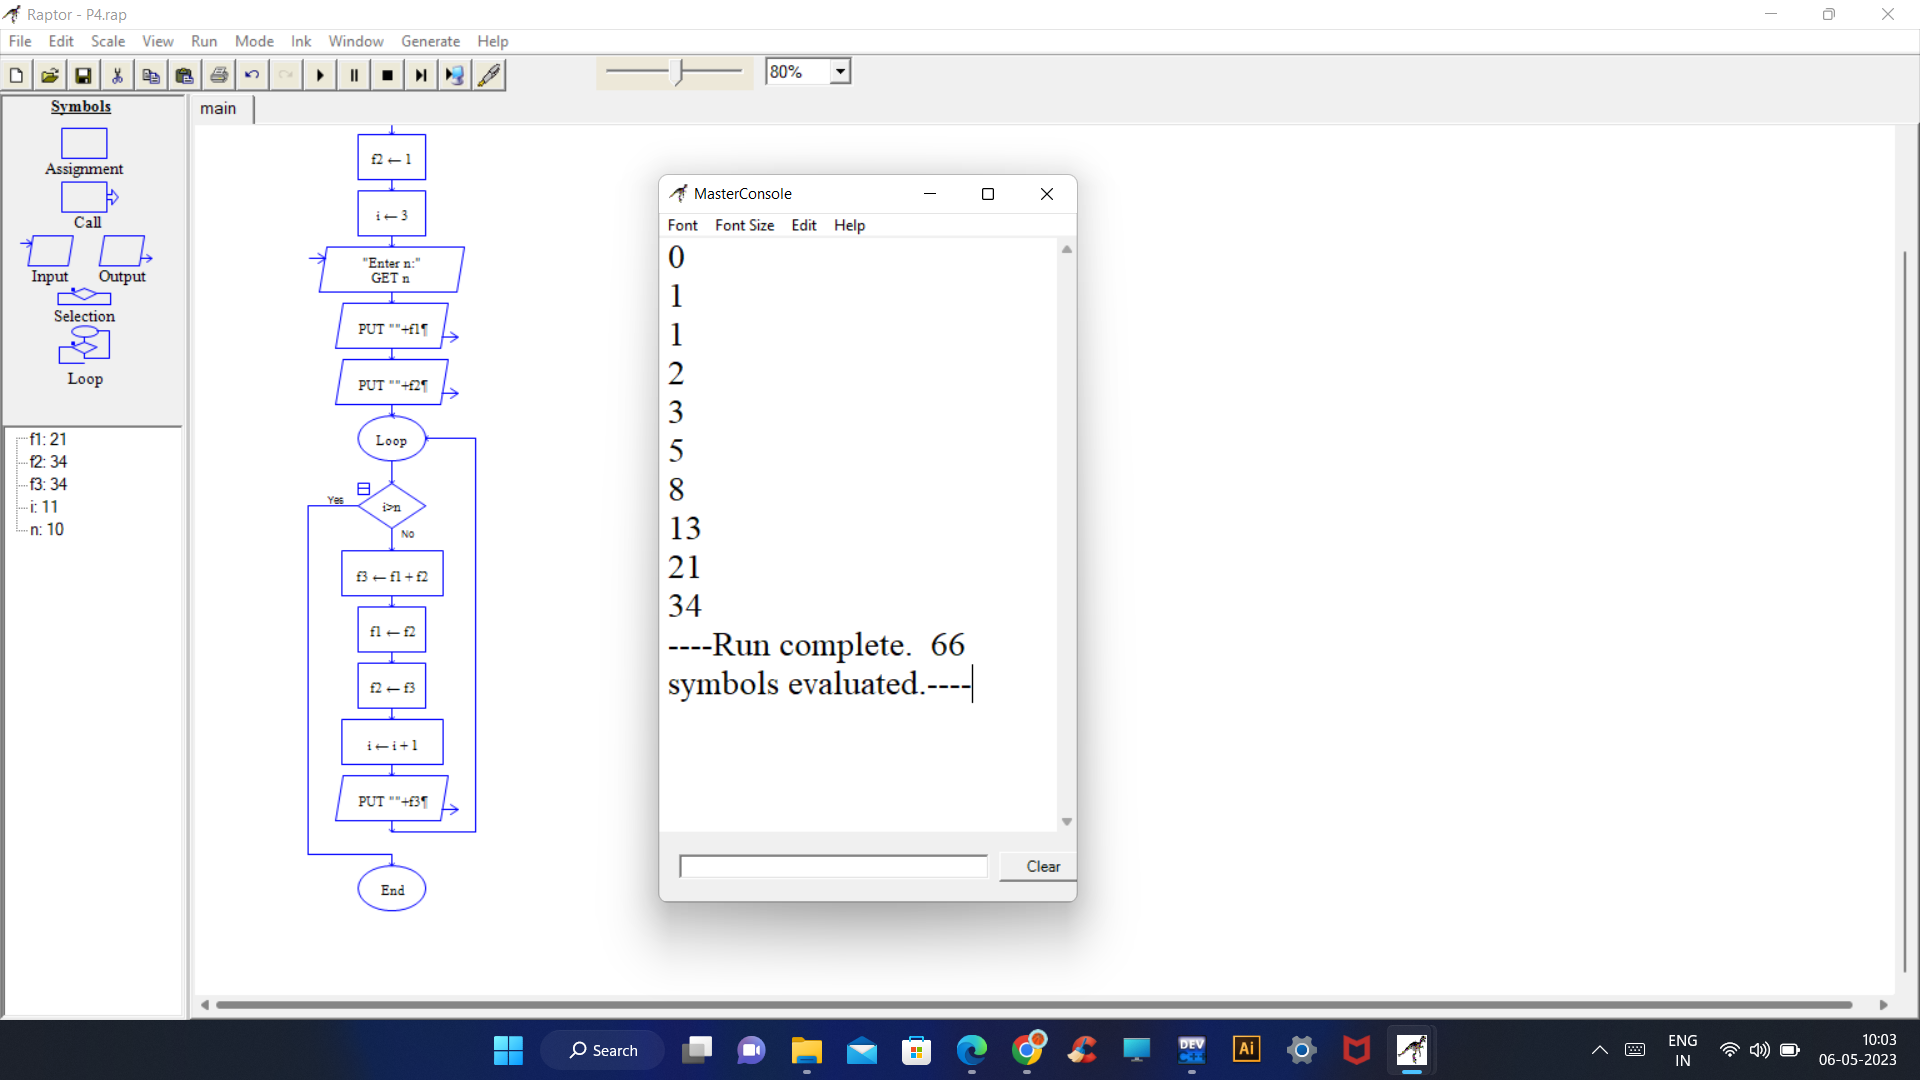 Raptor - P4.rap
File Edit Scale View Run Mode Ink Window Generate Help
80%
Symbols
Assignment
Call
Input Output
Selection
Loop
f1: 21
f2: 34
f3: 34
i: 11
n: 10
main
f2 ← 1
i ← 3
"Enter n:"
GET n
PUT ""+f1¶
PUT ""+f2¶
Loop
Yes
i>n
No
f3 ← f1 + f2
f1 ← f2
f2 ← f3
i ← i + 1
PUT ""+f3¶
End
MasterConsole
Font Font Size Edit Help
0
1
1
2
3
5
8
13
21
34
----Run complete.  66
symbols evaluated.----
Clear
Search
DEV
C++
Ai
ENG
IN
10:03
06-05-2023